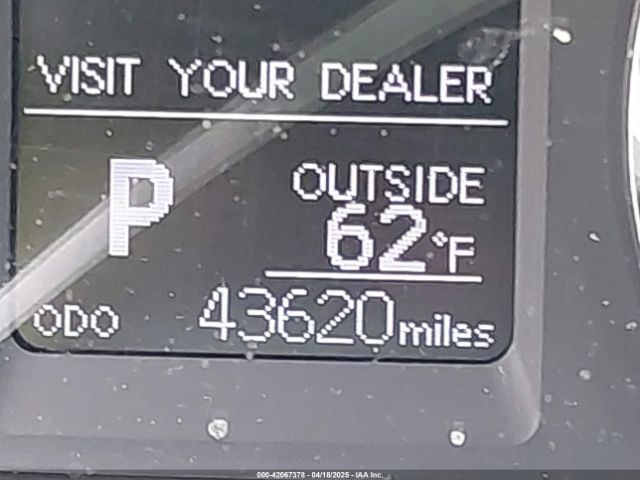 VISIT YOUR DEALER
P
OUTSIDE
62°F
ODO 43620 miles
000-42067378 - 04/18/2025 - IAA Inc.